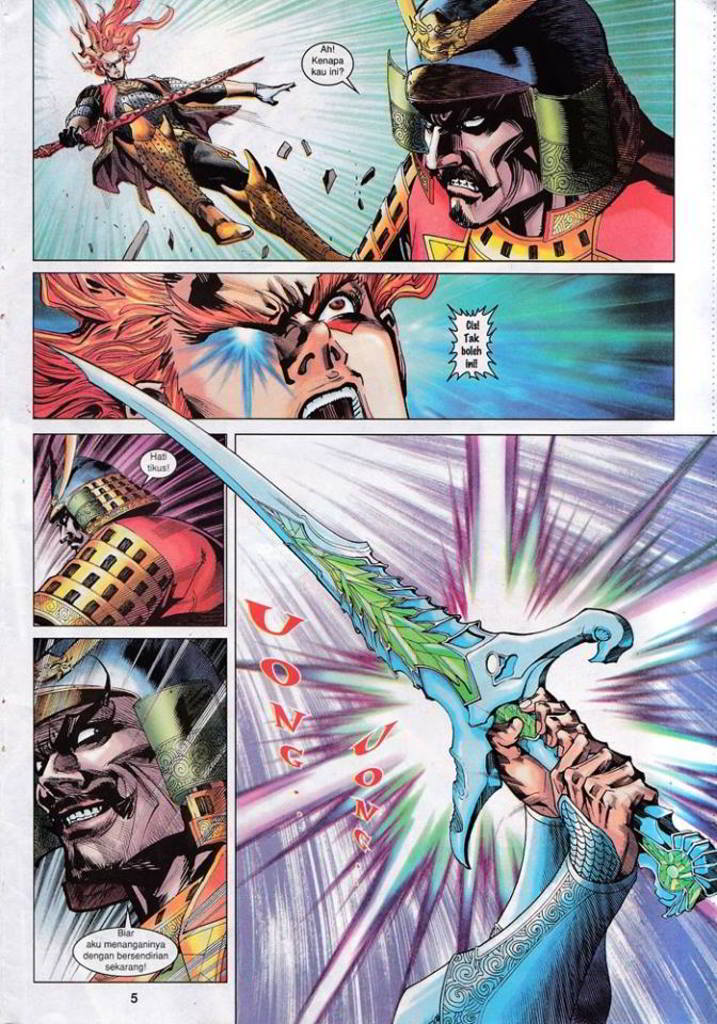 Ah!
Kenapa
kau ini?
Cis!
Tak
boleh
ini!
Hati
tikus!
UONG..
UONG...
Biar
aku menanganinya
dengan bersendirian
sekarang!
5